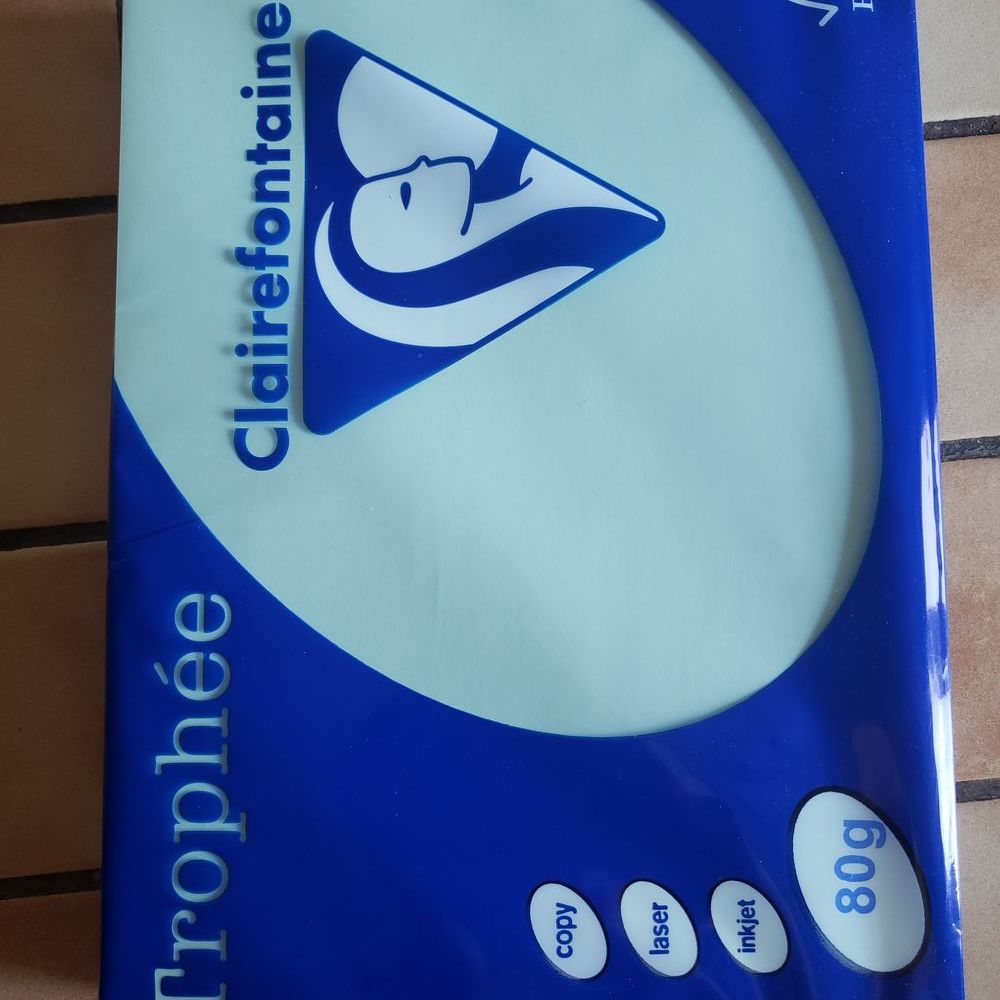 Clairefontaine
Trophée
copy
laser
inkjet
80g